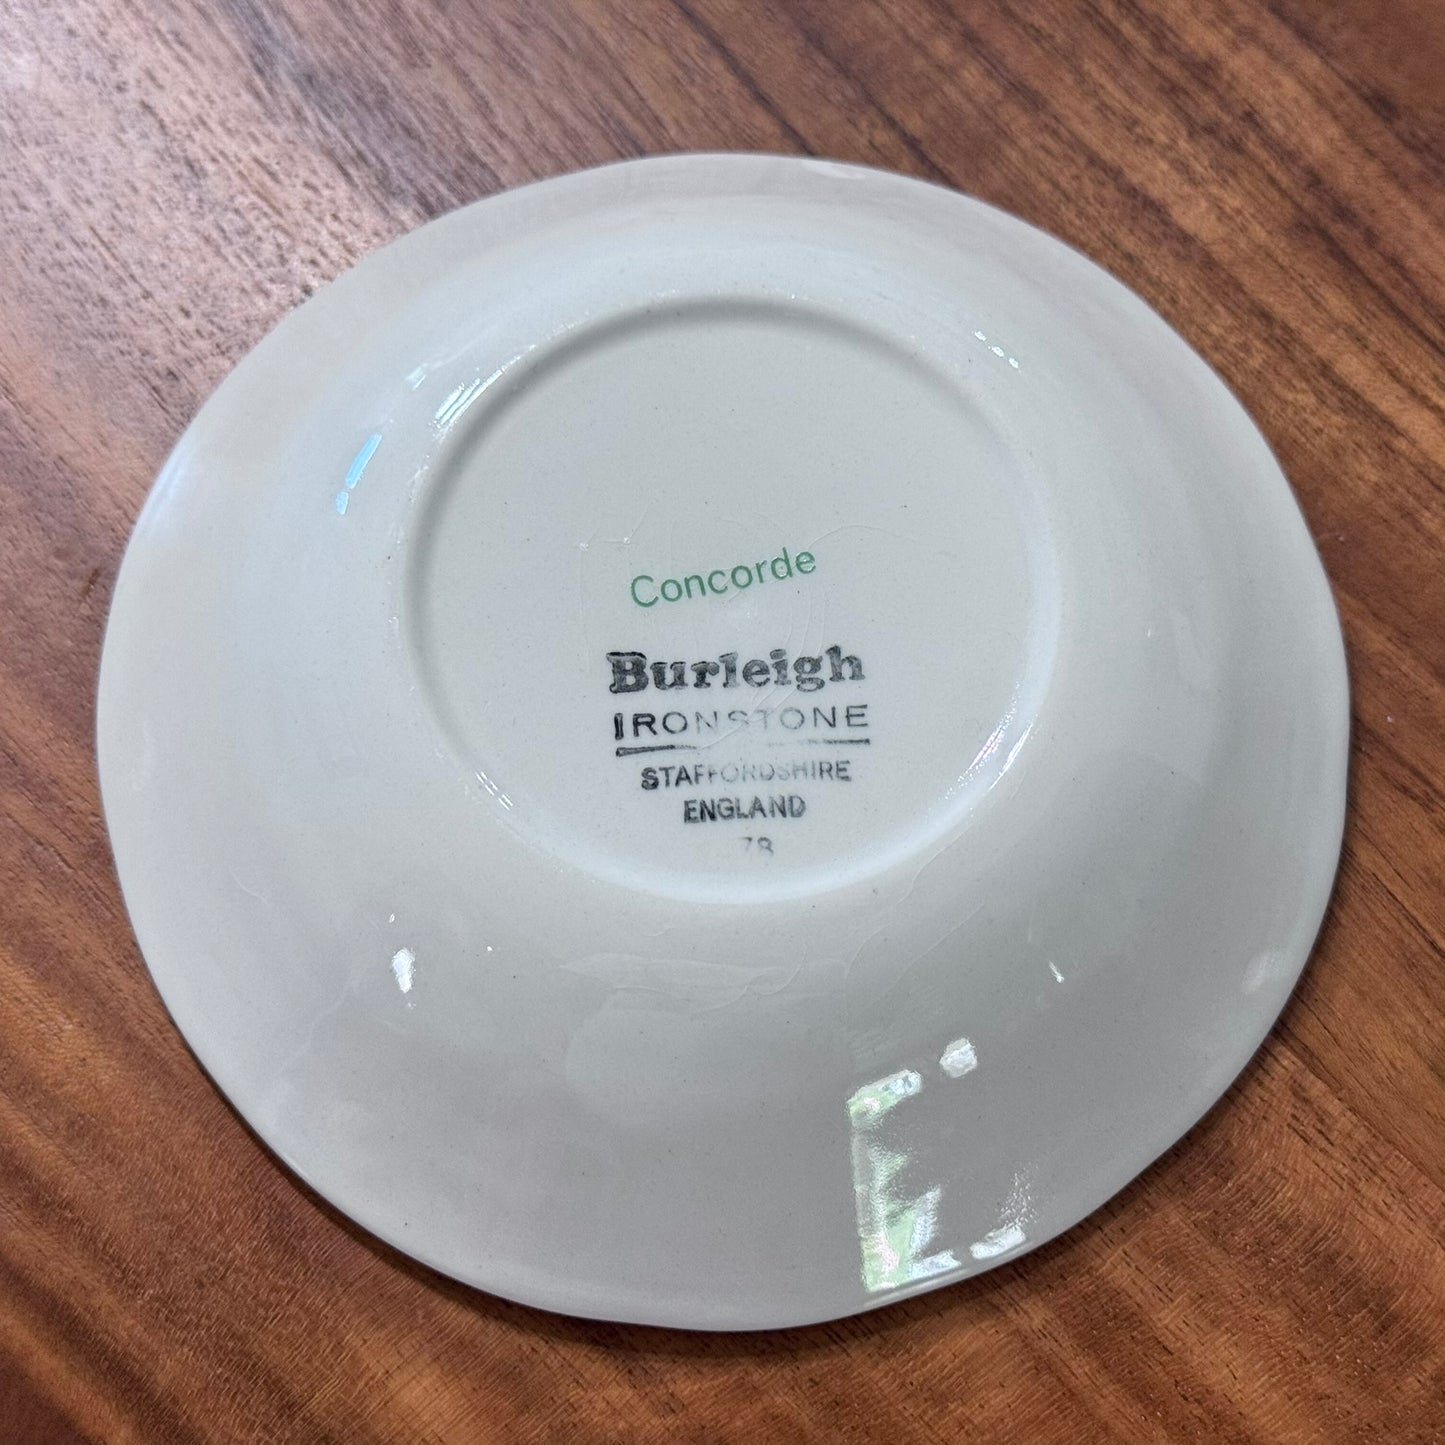 Concorde
Burleigh
IRONSTONE
STAFFORDSHIRE
ENGLAND
78